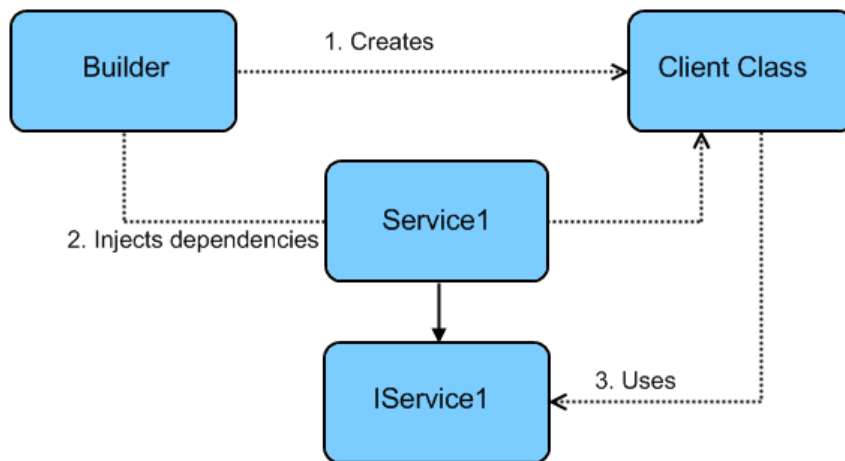 Builder
1. Creates
Client Class
Service1
2. Injects dependencies
IService1
3. Uses